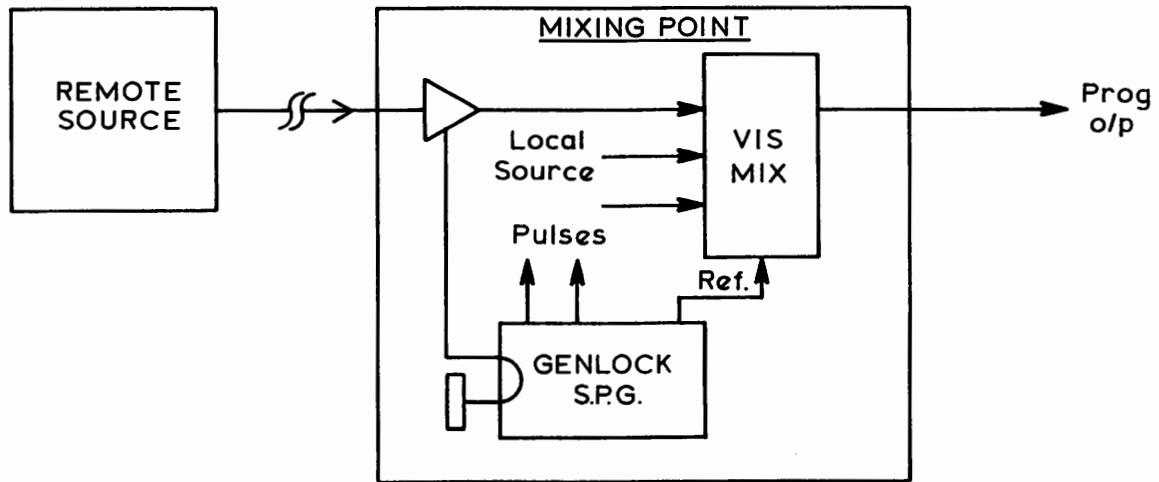 MIXING POINT
REMOTE
SOURCE
Local
Source
VIS
MIX
Prog
o/p
Pulses
Ref.
GENLOCK
S.P.G.